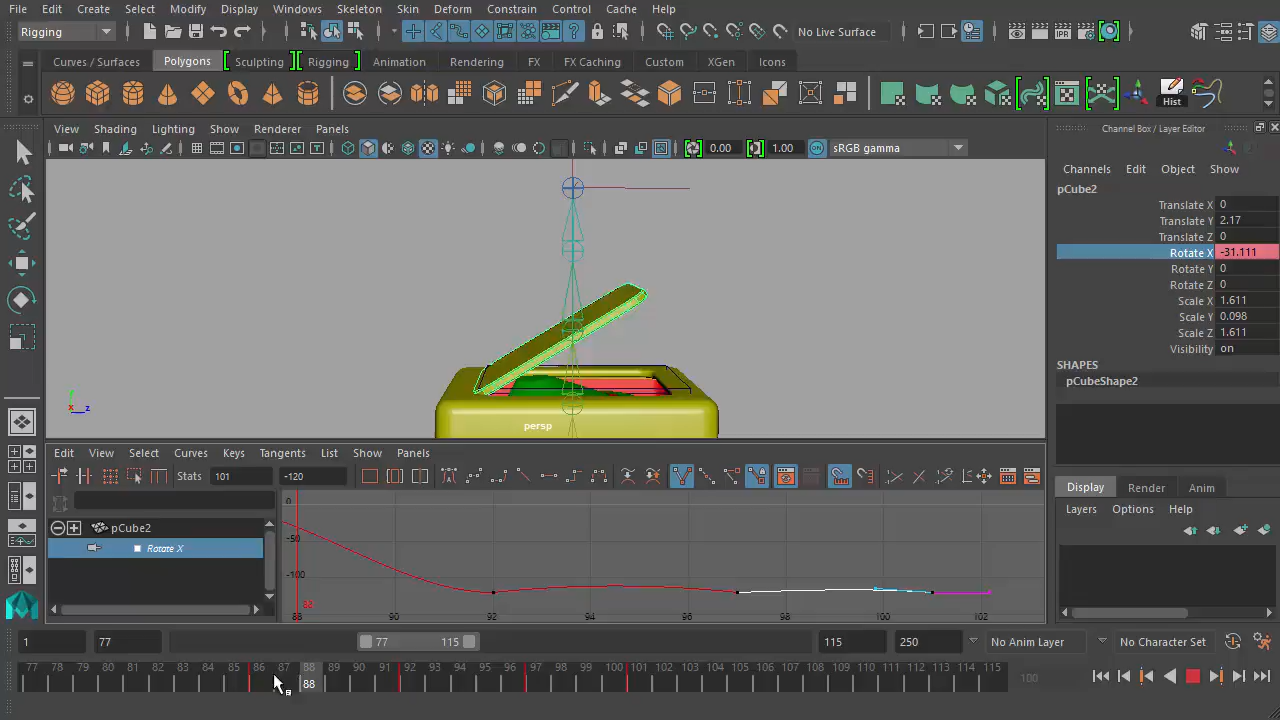 File Edit Create Select Modify Display Windows Skeleton Skin Deform Constrain Control Cache Help
Rigging No Live Surface
Curves / Surfaces Polygons Sculpting Rigging Animation Rendering FX FX Caching Custom XGen Icons
Hist
View Shading Lighting Show Renderer Panels
0.00 1.00 ON sRGB gamma
Channel Box / Layer Editor
Channels Edit Object Show
pCube2
Translate X 0
Translate Y 2.17
Translate Z 0
Rotate X -31.111
Rotate Y 0
Rotate Z 0
Scale X 1.611
Scale Y 0.098
Scale Z 1.611
Visibility on
SHAPES
pCubeShape2
x z
persp
Edit View Select Curves Keys Tangents List Show Panels
Stats 101 -120
pCube2
Rotate X
0
-50
-100
88
88 90 92 94 96 98 100 102
Display Render Anim
Layers Options Help
1 77 77 115 115 250 No Anim Layer No Character Set
77 78 79 80 81 82 83 84 85 86 87 88 89 90 91 92 93 94 95 96 97 98 99 100 101 102 103 104 105 106 107 108 109 110 111 112 113 114 115
88
100